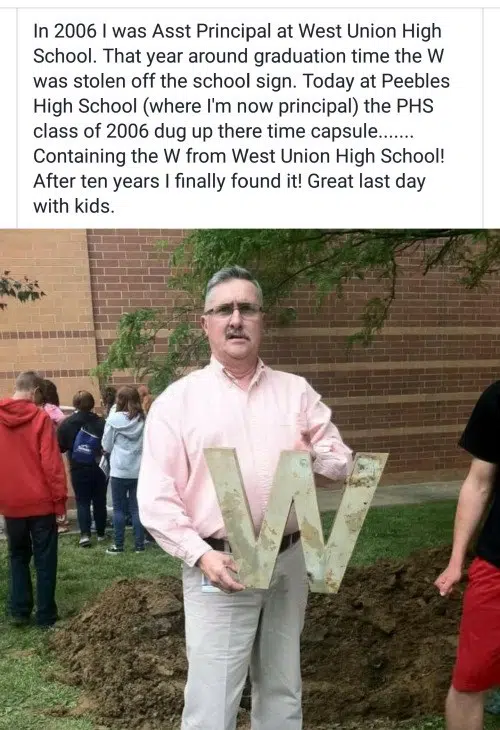 In 2006 I was Asst Principal at West Union High
School. That year around graduation time the W
was stolen off the school sign. Today at Peebles
High School (where I'm now principal) the PHS
class of 2006 dug up there time capsule.......
Containing the W from West Union High School!
After ten years I finally found it! Great last day
with kids.
W